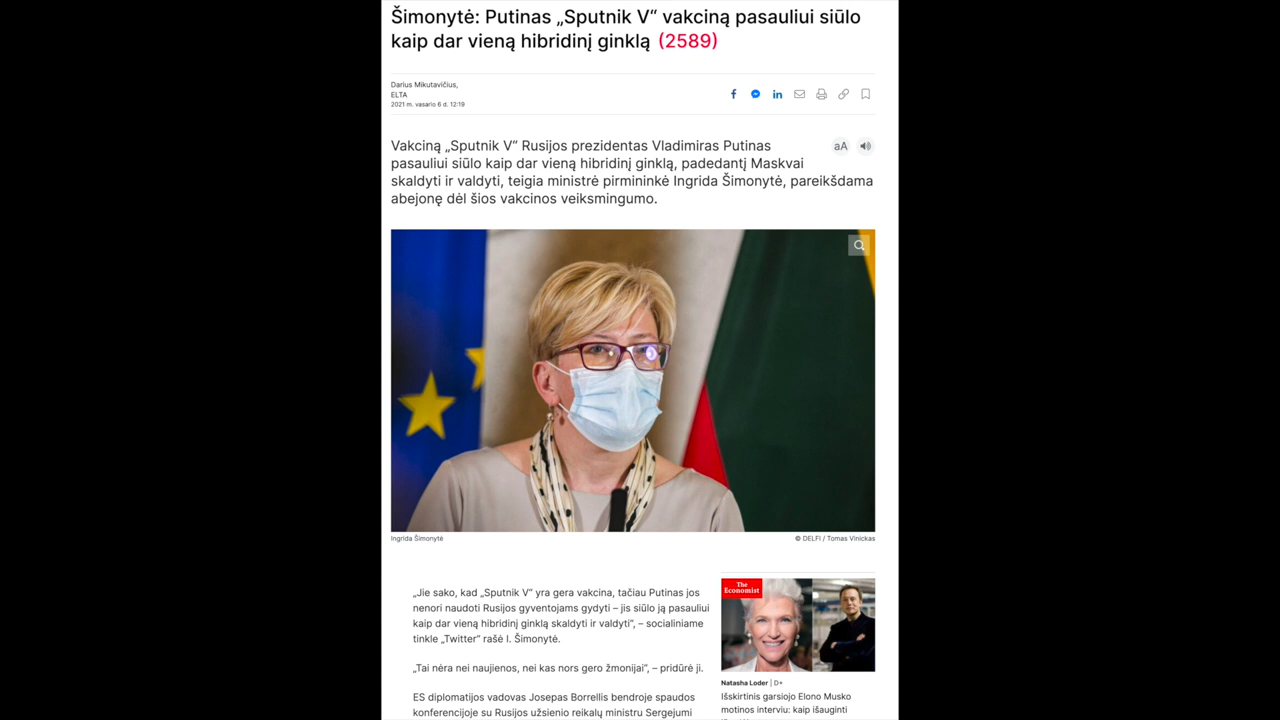 Šimonytė: Putinas „Sputnik V“ vakciną pasauliui siūlo
kaip dar vieną hibridinį ginklą (2589)
Darius Mikutavičius,
ELTA
2021 m. vasario 6 d. 12:19
aA
Vakciną „Sputnik V“ Rusijos prezidentas Vladimiras Putinas
pasauliui siūlo kaip dar vieną hibridinį ginklą, padedantį Maskvai
skaldyti ir valdyti, teigia ministrė pirmininkė Ingrida Šimonytė, pareikšdama
abejonę dėl šios vakcinos veiksmingumo.
Ingrida Šimonytė
© DELFI / Tomas Vinickas
„Jie sako, kad „Sputnik V“ yra gera vakcina, tačiau Putinas jos
nenori naudoti Rusijos gyventojams gydyti – jis siūlo ją pasauliui
kaip dar vieną hibridinį ginklą skaldyti ir valdyti“, – socialiniame
tinkle „Twitter“ rašė I. Šimonytė.
„Tai nėra nei naujienos, nei kas nors gero žmonijai“, – pridūrė ji.
ES diplomatijos vadovas Josepas Borrellis bendroje spaudos
konferencijoje su Rusijos užsienio reikalų ministru Sergejumi
The
Economist
Natasha Loder | D+
Išskirtinis garsiojo Elono Musko
motinos interviu: kaip išauginti